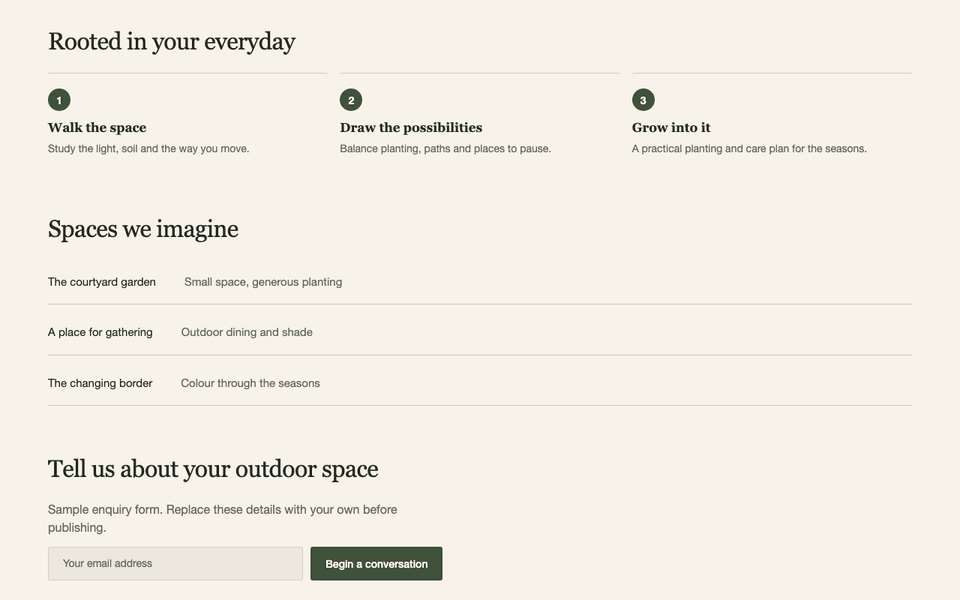 Rooted in your everyday
1
2
3
Walk the space
Draw the possibilities
Grow into it
Study the light, soil and the way you move.
Balance planting, paths and places to pause.
A practical planting and care plan for the seasons.
Spaces we imagine
The courtyard garden Small space, generous planting
A place for gathering Outdoor dining and shade
The changing border Colour through the seasons
Tell us about your outdoor space
Sample enquiry form. Replace these details with your own before
publishing.
Your email address
Begin a conversation